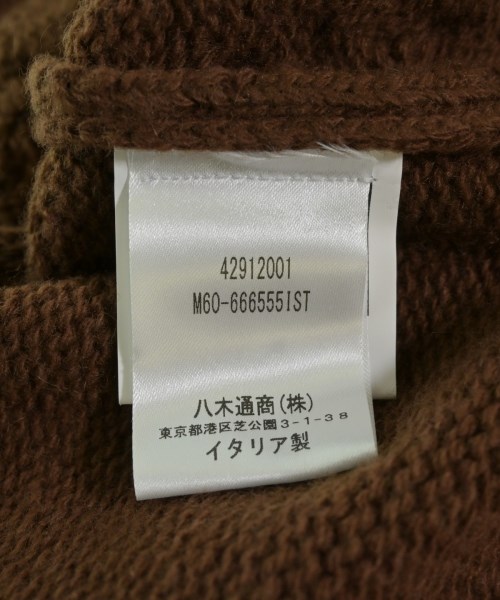 42912001
M60-666555IST
八木通商(株)
東京都港区芝公園3-1-38
イタリア製